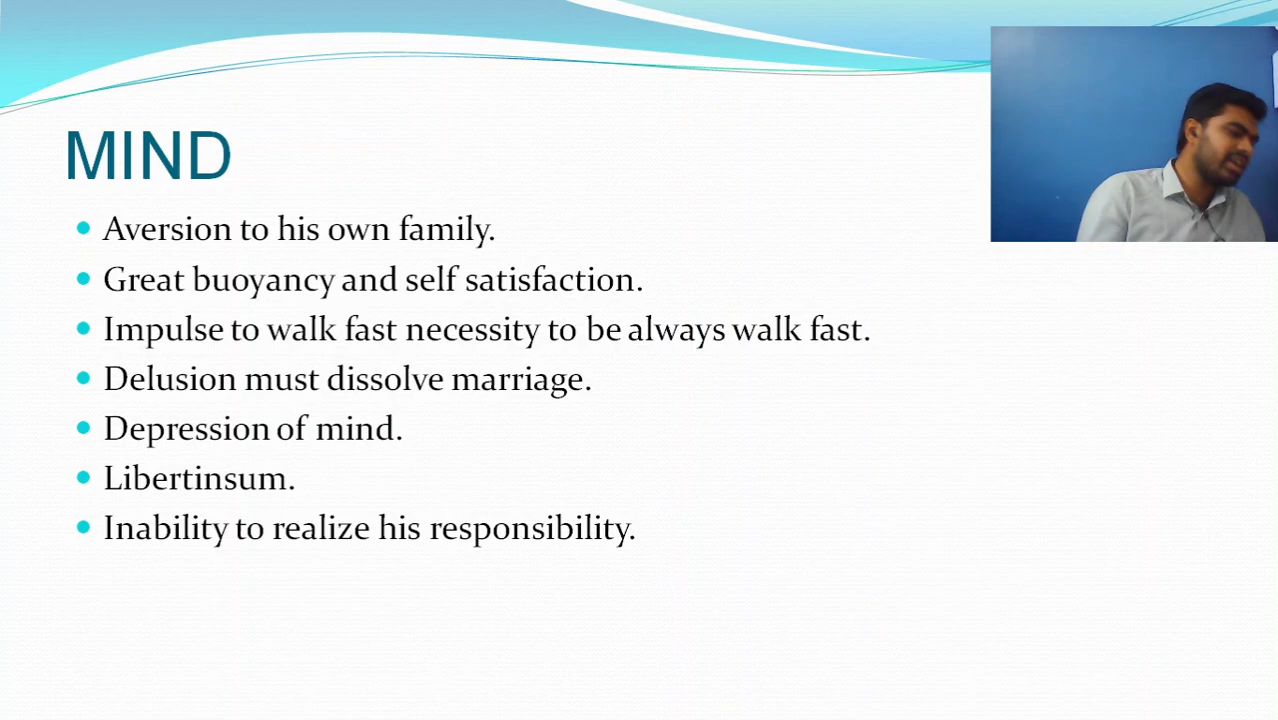 MIND
Aversion to his own family.
Great buoyancy and self satisfaction.
Impulse to walk fast necessity to be always walk fast.
Delusion must dissolve marriage.
Depression of mind.
Libertinsum.
Inability to realize his responsibility.